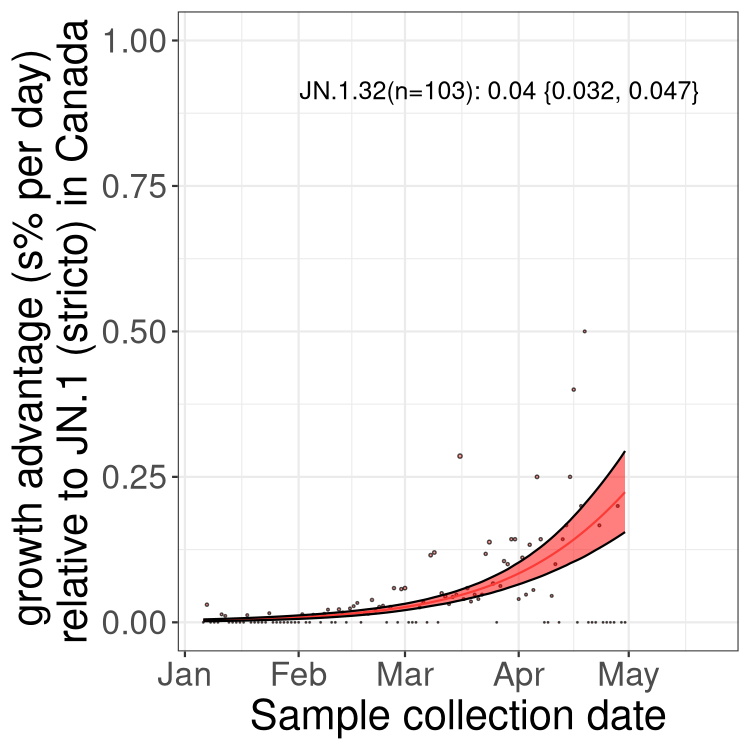 growth advantage (s% per day)
relative to JN.1 (stricto) in Canada
1.00
0.75
0.50
0.25
0.00
JN.1.32(n=103): 0.04 {0.032, 0.047}
Jan Feb Mar Apr May
Sample collection date